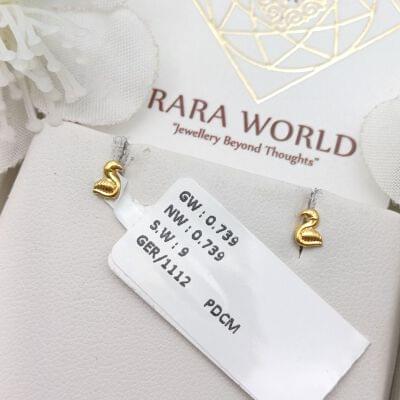 RARA WORLD
"Jewellery Beyond Thoughts"
GW : 0.739
NW : 0.739
S.W : 9
GER/1112
PDCM